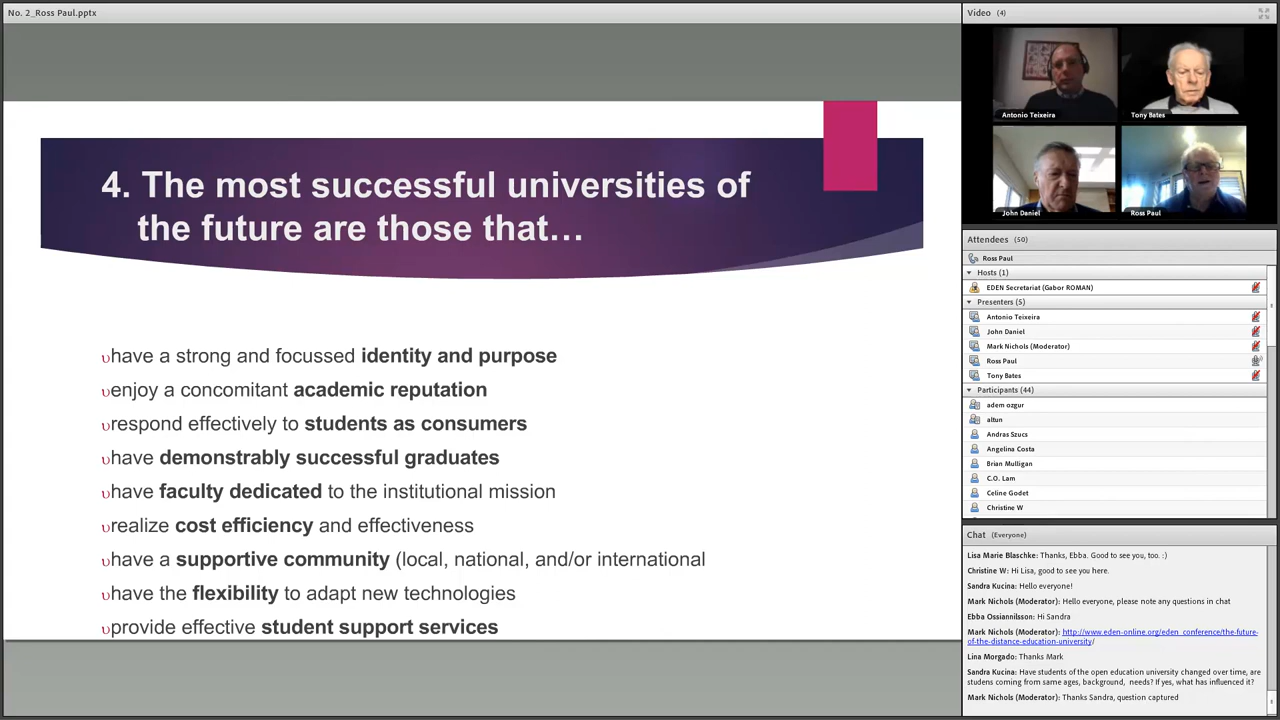 No. 2_Ross Paul.pptx
4. The most successful universities of
the future are those that…
υhave a strong and focussed identity and purpose
υenjoy a concomitant academic reputation
υrespond effectively to students as consumers
υhave demonstrably successful graduates
υhave faculty dedicated to the institutional mission
υrealize cost efficiency and effectiveness
υhave a supportive community (local, national, and/or international
υhave the flexibility to adapt new technologies
υprovide effective student support services
Video (4)
Antonio Teixeira
Tony Bates
John Daniel
Ross Paul
Attendees (50)
Ross Paul
Hosts (1)
EDEN Secretariat (Gabor ROMAN)
Presenters (5)
Antonio Teixeira
John Daniel
Mark Nichols (Moderator)
Ross Paul
Tony Bates
Participants (44)
adem ozgur
altun
Andras Szucs
Angelina Costa
Brian Mulligan
C.O. Lam
Celine Godet
Christine W
Chat (Everyone)
Lisa Marie Blaschke: Thanks, Ebba. Good to see you, too. :)
Christine W: Hi Lisa, good to see you here.
Sandra Kucina: Hello everyone!
Mark Nichols (Moderator): Hello everyone, please note any questions in chat
Ebba Ossiannilsson: Hi Sandra
Mark Nichols (Moderator): http://www.eden-online.org/eden_conference/the-future-
of-the-distance-education-university/
Lina Morgado: Thanks Mark
Sandra Kucina: Have students of the open education university changed over time, are
studens coming from same ages, background, needs? If yes, what has influenced it?
Mark Nichols (Moderator): Thanks Sandra, question captured